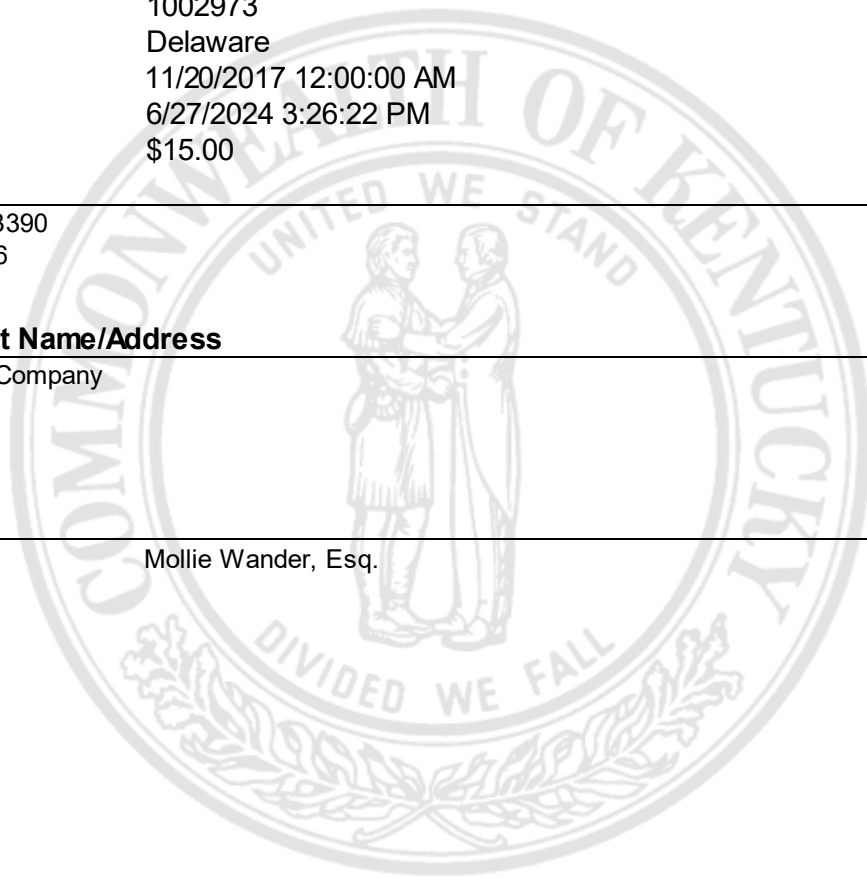 1002973
Delaware
11/20/2017 12:00:00 AM
6/27/2024 3:26:22 PM
$15.00
3390
6
t Name/Address
Company
Mollie Wander, Esq.
COMMONWEALTH OF KENTUCKY
UNITED WE STAND
DIVIDED WE FALL